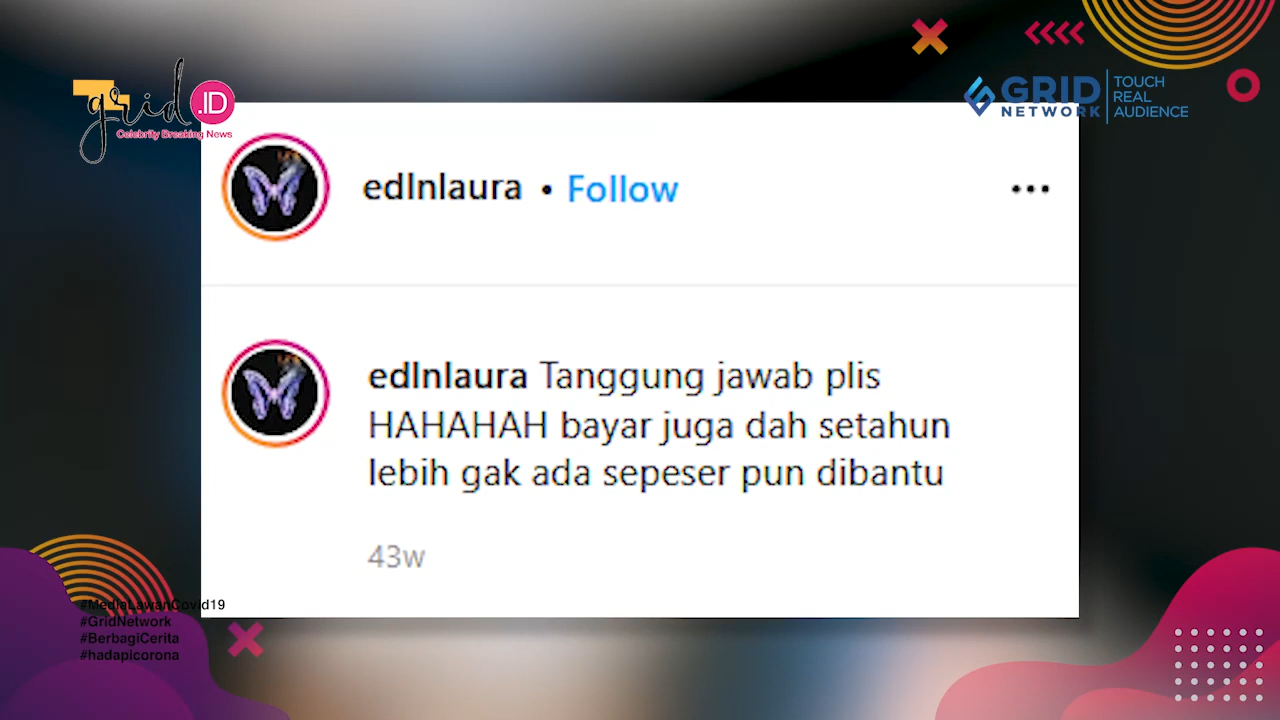 grid .ID
Celebrity Breaking News
GRID NETWORK
TOUCH
REAL
AUDIENCE
edlnlaura • Follow
edlnlaura Tanggung jawab plis
HAHAHAH bayar juga dah setahun
lebih gak ada sepeser pun dibantu
43w
#MediaLawanCovid19
#GridNetwork
#BerbagiCerita
#hadapicorona